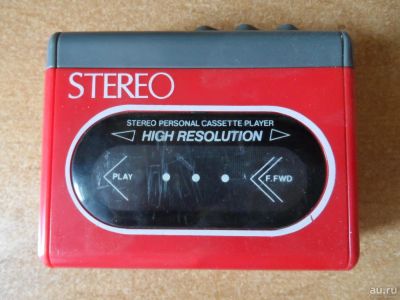 STEREO
STEREO PERSONAL CASSETTE PLAYER
HIGH RESOLUTION
PLAY F.FWD
au.ru